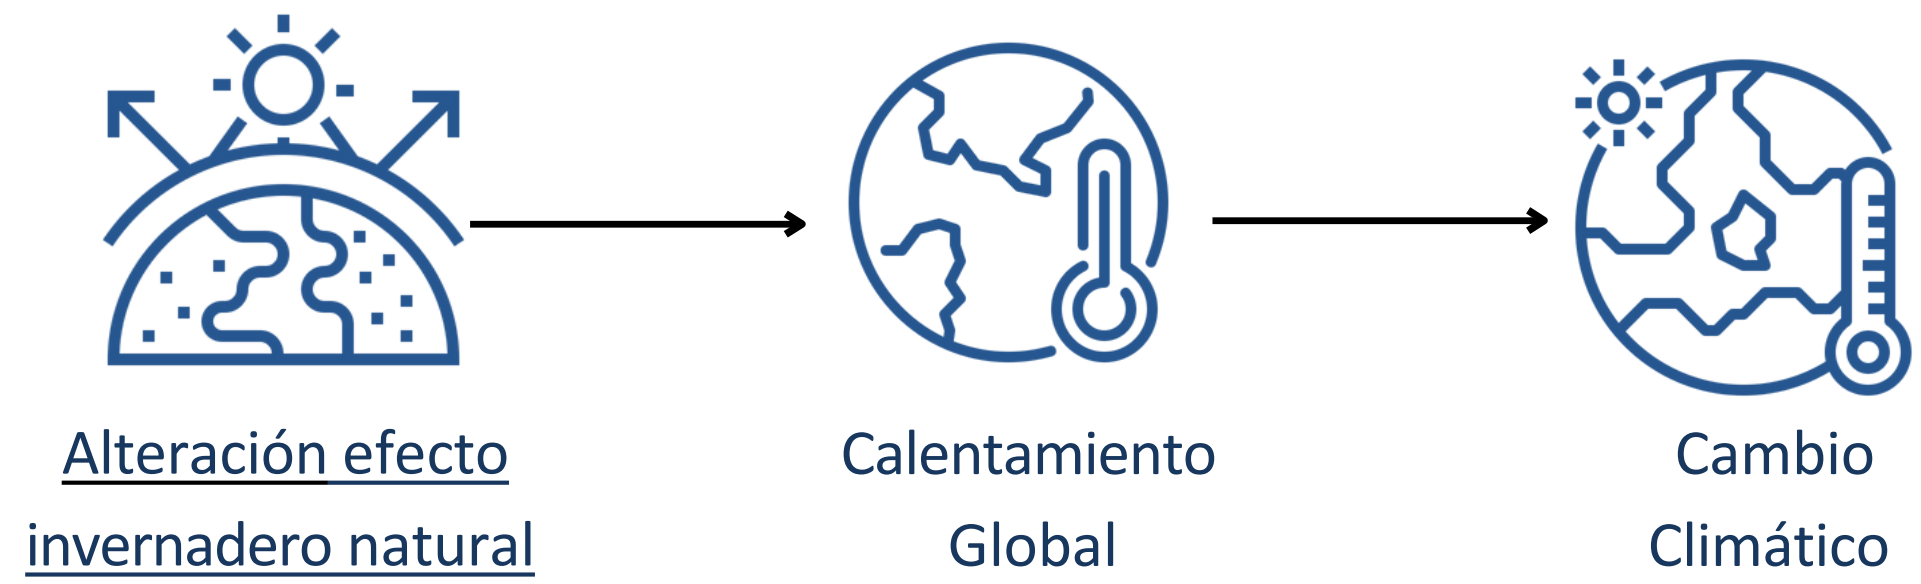 Alteración efecto
invernadero natural
Calentamiento
Global
Cambio
Climático